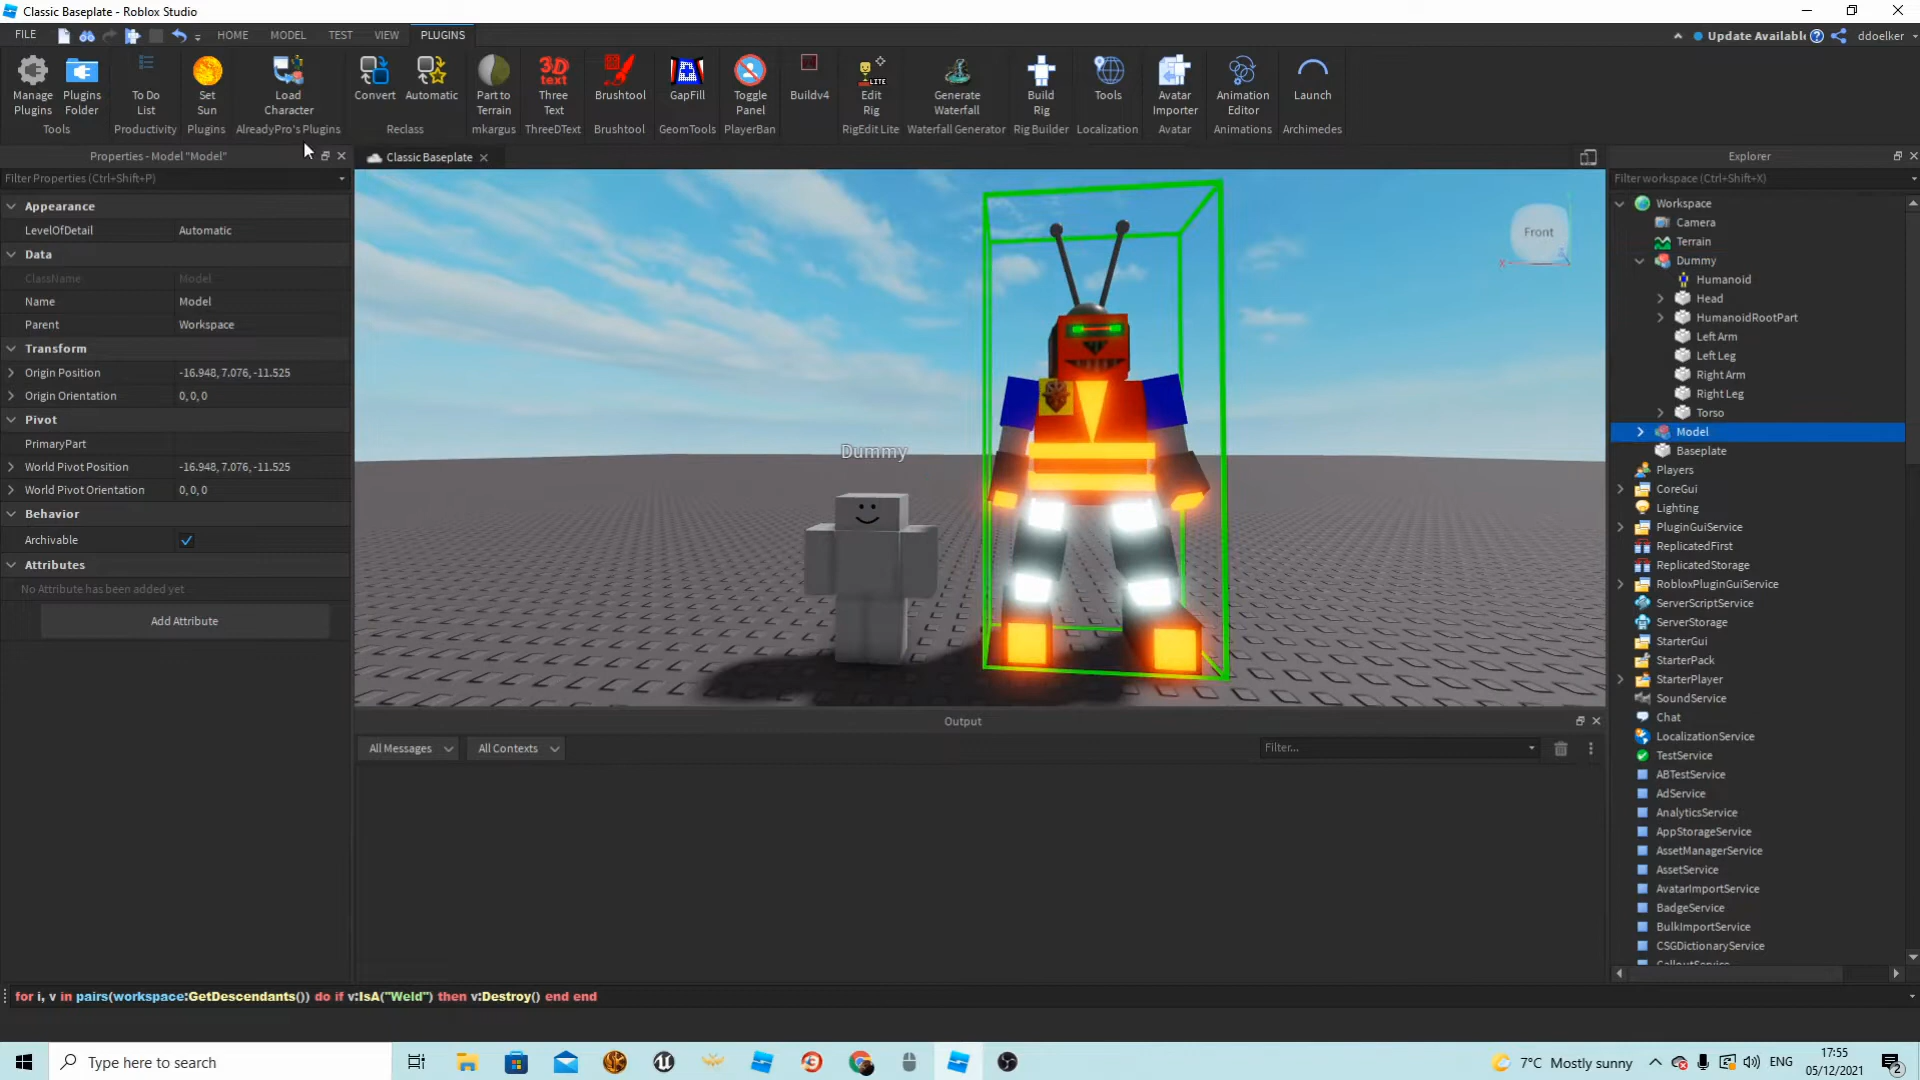 Classic Baseplate - Roblox Studio
FILE HOME MODEL TEST VIEW PLUGINS Update Available ddoelker
Manage Plugins
Plugins Folder
Tools
To Do List
Productivity
Set Sun
Plugins
Load Character
AlreadyPro's Plugins
Convert
Automatic
Reclass
Part to Terrain
mkargus
3D text
Three Text
ThreeDText
Brushtool
Brushtool
GapFill
GeomTools
Toggle Panel
PlayerBan
Buildv4
LITE
Edit Rig
RigEdit Lite
Generate Waterfall
Waterfall Generator
Build Rig
Rig Builder
Tools
Localization
Avatar Importer
Avatar
Animation Editor
Animations
Launch
Archimedes
Properties - Model "Model"
Filter Properties (Ctrl+Shift+P)
Appearance
LevelOfDetail Automatic
Data
ClassName Model
Name Model
Parent Workspace
Transform
Origin Position -16.948, 7.076, -11.525
Origin Orientation 0, 0, 0
Pivot
PrimaryPart
World Pivot Position -16.948, 7.076, -11.525
World Pivot Orientation 0, 0, 0
Behavior
Archivable
Attributes
No Attribute has been added yet
Add Attribute
Classic Baseplate
Front
X
Dummy
Output
All Messages All Contexts Filter...
Explorer
Filter workspace (Ctrl+Shift+X)
Workspace
Camera
Terrain
Dummy
Humanoid
Head
HumanoidRootPart
Left Arm
Left Leg
Right Arm
Right Leg
Torso
Model
Baseplate
Players
CoreGui
Lighting
PluginGuiService
ReplicatedFirst
ReplicatedStorage
RobloxPluginGuiService
ServerScriptService
ServerStorage
StarterGui
StarterPack
StarterPlayer
SoundService
Chat
LocalizationService
TestService
ABTestService
AdService
AnalyticsService
AppStorageService
AssetManagerService
AssetService
AvatarImportService
BadgeService
BulkImportService
CSGDictionaryService
CalloutService
for i, v in pairs(workspace:GetDescendants()) do if v:IsA("Weld") then v:Destroy() end end
Type here to search
7°C Mostly sunny
ENG
17:55
05/12/2021
2